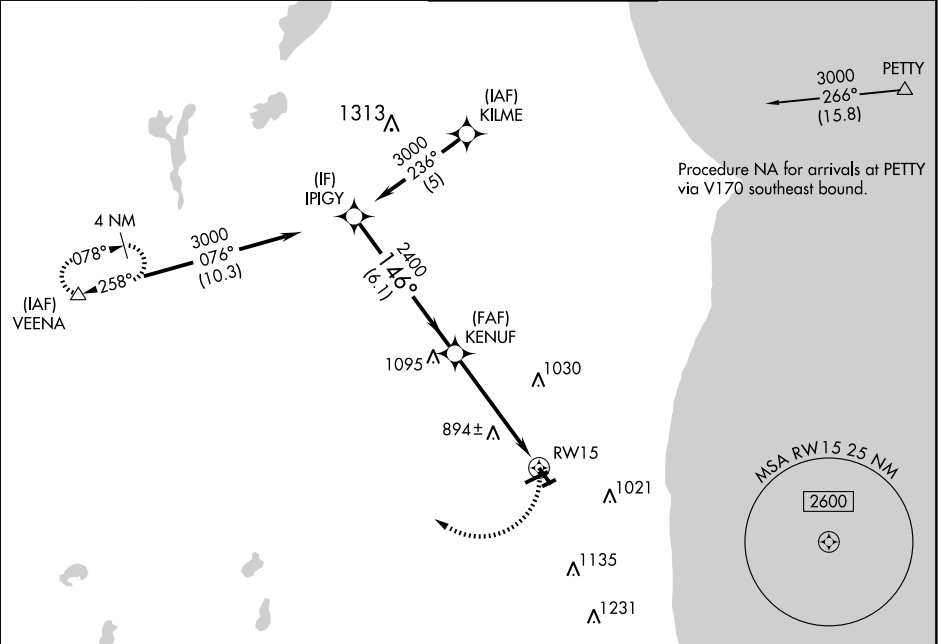 PETTY
3000
266°
(15.8)
Procedure NA for arrivals at PETTY
via V170 southeast bound.
(IAF)
KILME
1313
3000
236°
(5)
(IF)
IPIGY
4 NM
078°
258°
3000
076°
(10.3)
(IAF)
VEENA
2400
146°
(6.1)
(FAF)
KENUF
1095
1030
894±
RW15
1021
1135
1231
MSA RW15 25 NM
2600